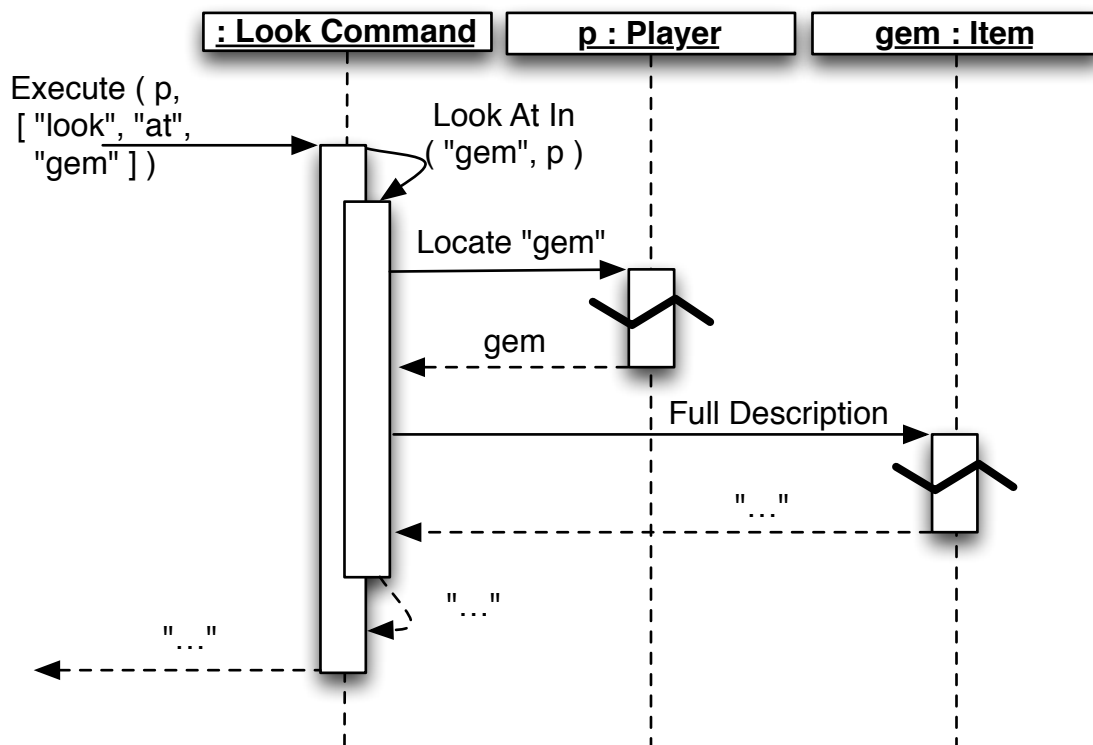 : Look Command
p : Player
gem : Item
Execute ( p,
[ "look", "at",
"gem" ] )
Look At In
( "gem", p )
Locate "gem"
gem
Full Description
"..."
"..."
"..."